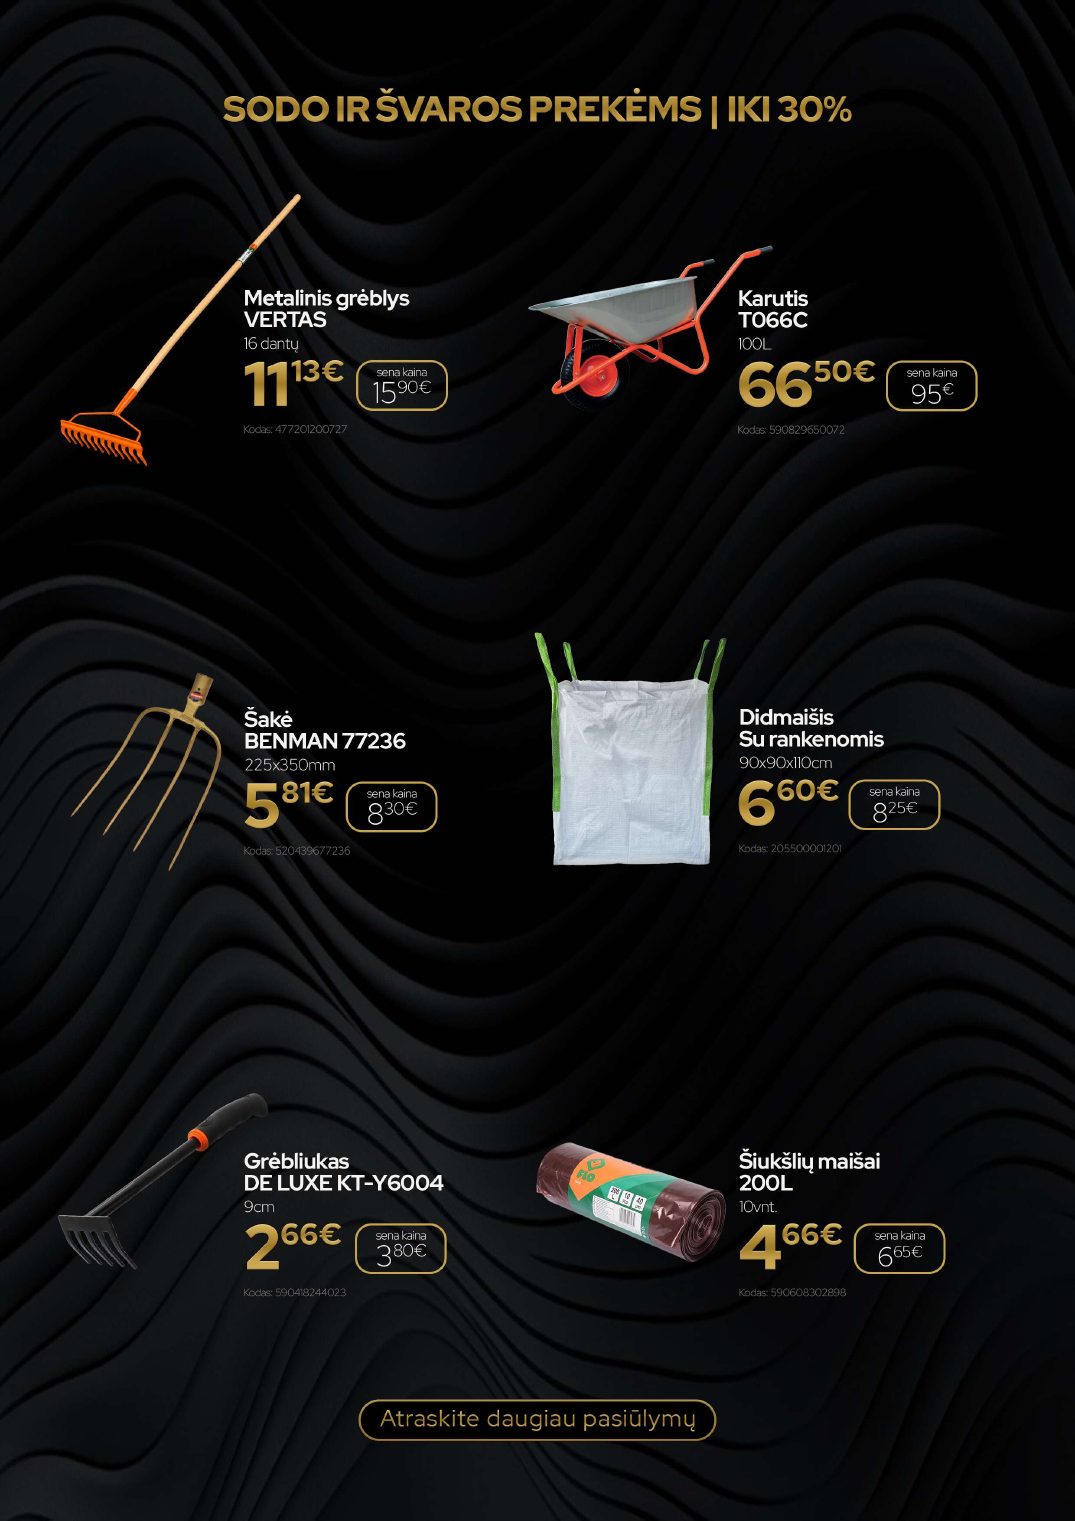 SODO IR ŠVAROS PREKĖMS | IKI 30%
Metalinis grėblys
VERTAS
16 dantų
11 13€
sena kaina
15 90€
Kodas: 477201200727
Karutis
T066C
100L
66 50€
sena kaina
95€
Kodas: 590829650072
Šakė
BENMAN 77236
225x350mm
5 81€
sena kaina
8 30€
Kodas: 520439677236
Didmaišis
Su rankenomis
90x90x110cm
6 60€
sena kaina
8 25€
Kodas: 205500001201
Grėbliukas
DE LUXE KT-Y6004
9cm
2 66€
sena kaina
3 80€
Kodas: 590418244023
FLO
Šiukšlių maišai
200L
10vnt.
4 66€
sena kaina
6 65€
Kodas: 590608302898
Atraskite daugiau pasiūlymų